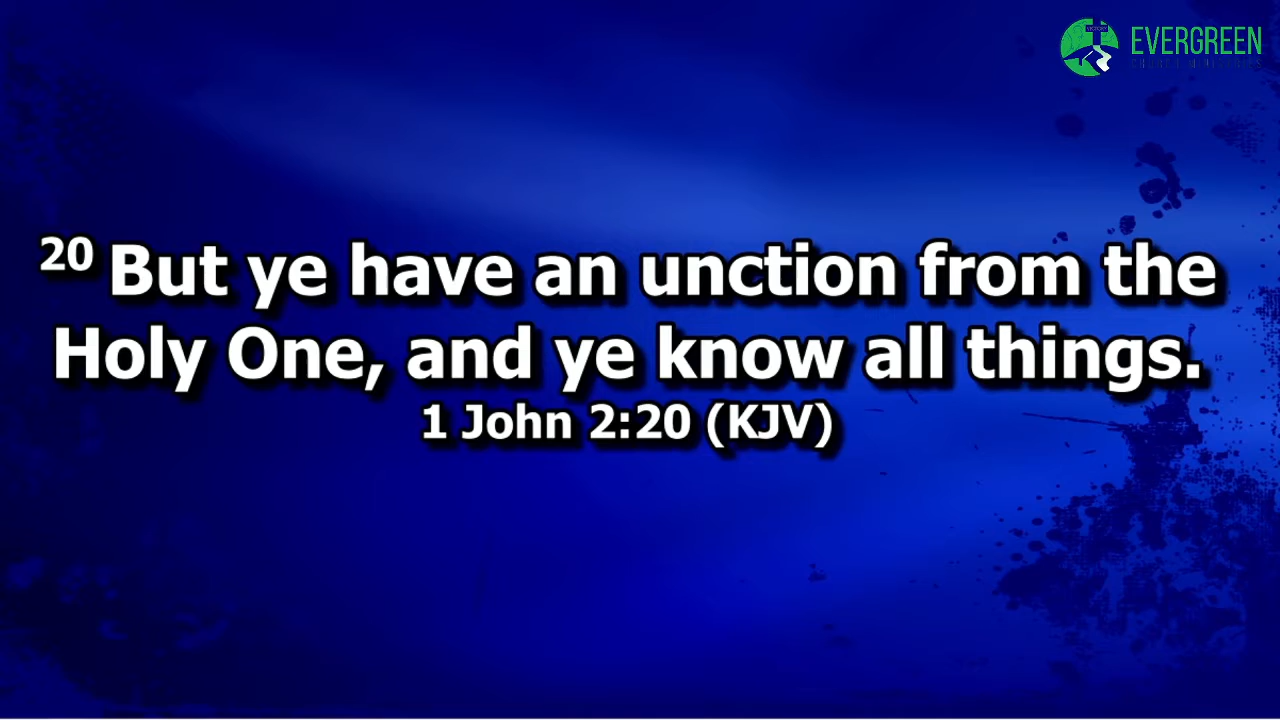 EVERGREEN
20 But ye have an unction from the
Holy One, and ye know all things.
1 John 2:20 (KJV)